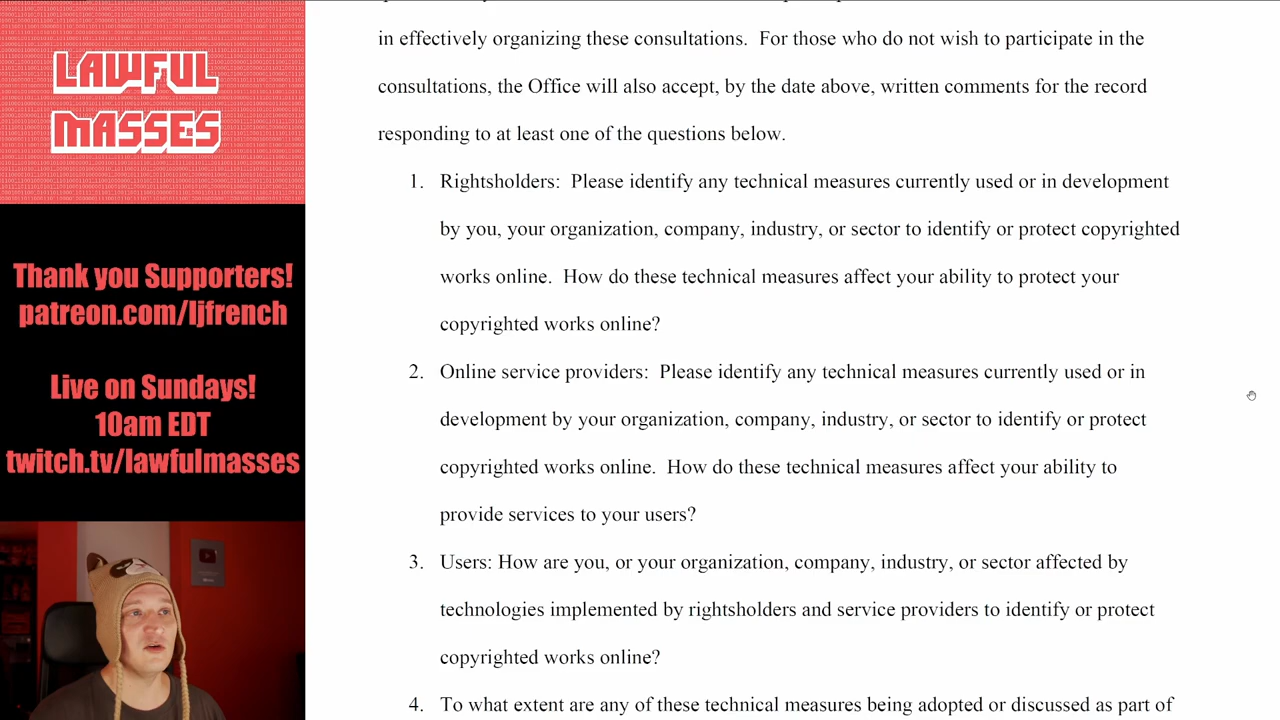 LAWFUL
MASSES
Thank you Supporters!
patreon.com/ljfrench
Live on Sundays!
10am EDT
twitch.tv/lawfulmasses
in effectively organizing these consultations.  For those who do not wish to participate in the
consultations, the Office will also accept, by the date above, written comments for the record
responding to at least one of the questions below.
1. Rightsholders:  Please identify any technical measures currently used or in development
by you, your organization, company, industry, or sector to identify or protect copyrighted
works online.  How do these technical measures affect your ability to protect your
copyrighted works online?
2. Online service providers:  Please identify any technical measures currently used or in
development by your organization, company, industry, or sector to identify or protect
copyrighted works online.  How do these technical measures affect your ability to
provide services to your users?
3. Users: How are you, or your organization, company, industry, or sector affected by
technologies implemented by rightsholders and service providers to identify or protect
copyrighted works online?
4. To what extent are any of these technical measures being adopted or discussed as part of